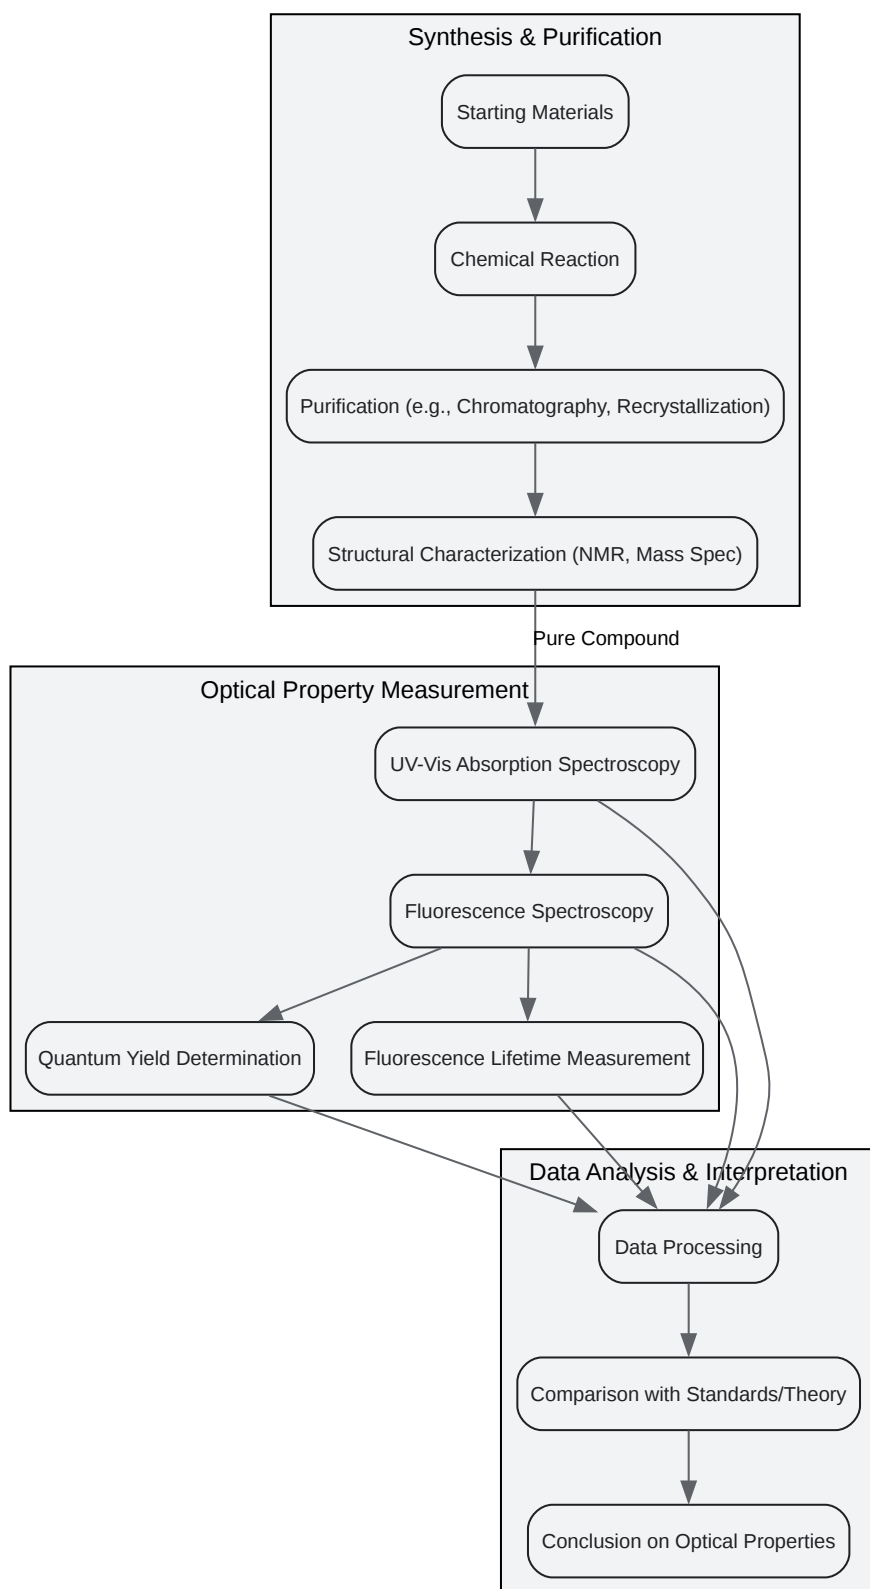 Synthesis & Purification
Starting Materials
Chemical Reaction
Purification (e.g., Chromatography, Recrystallization)
Structural Characterization (NMR, Mass Spec)
Pure Compound
Optical Property Measurement
UV-Vis Absorption Spectroscopy
Fluorescence Spectroscopy
Quantum Yield Determination
Fluorescence Lifetime Measurement
Data Analysis & Interpretation
Data Processing
Comparison with Standards/Theory
Conclusion on Optical Properties